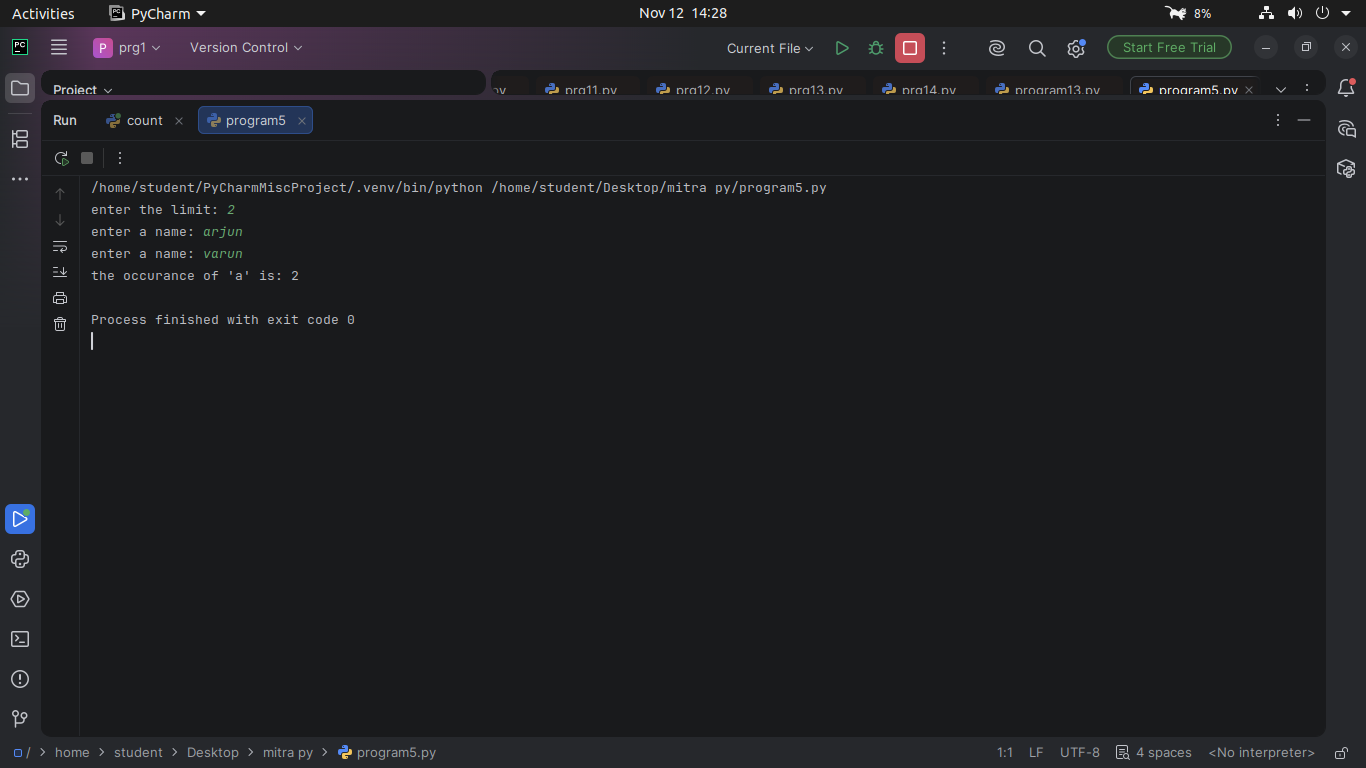 Activities PyCharm Nov 12 14:28 8%
PC P prg1 Version Control Current File Start Free Trial
Project prg11.py prg12.py prg13.py prg14.py program13.py program5.py
Run count program5
/home/student/PyCharmMiscProject/.venv/bin/python /home/student/Desktop/mitra py/program5.py
enter the limit: 2
enter a name: arjun
enter a name: varun
the occurance of 'a' is: 2
Process finished with exit code 0
/ home student Desktop mitra py program5.py 1:1 LF UTF-8 4 spaces <No interpreter>